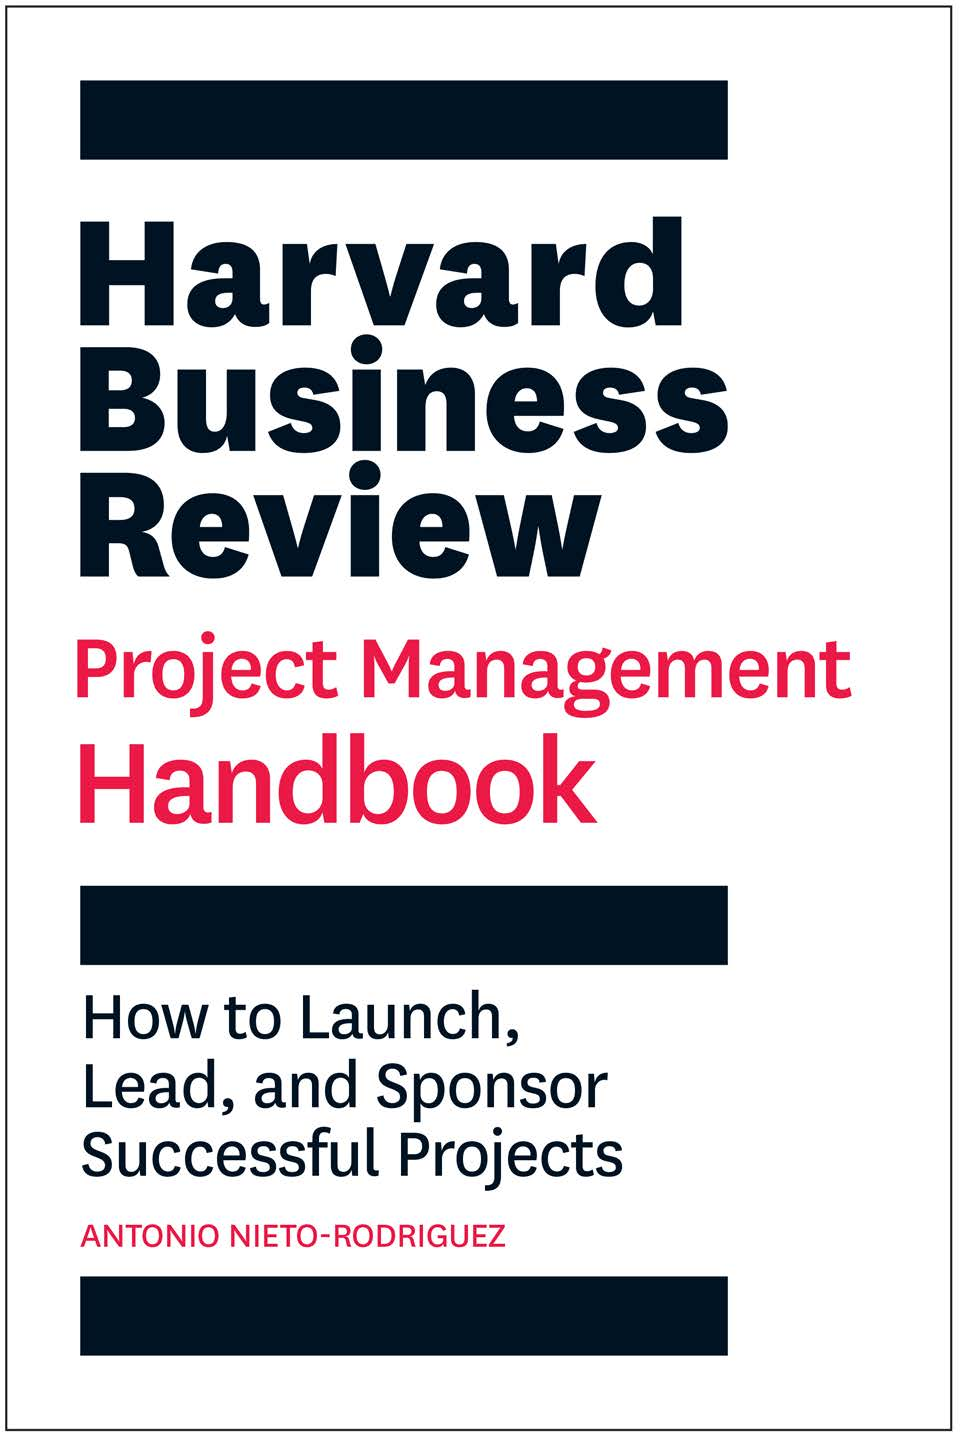 Harvard
Business
Review
Project Management
Handbook
How to Launch,
Lead, and Sponsor
Successful Projects
ANTONIO NIETO-RODRIGUEZ